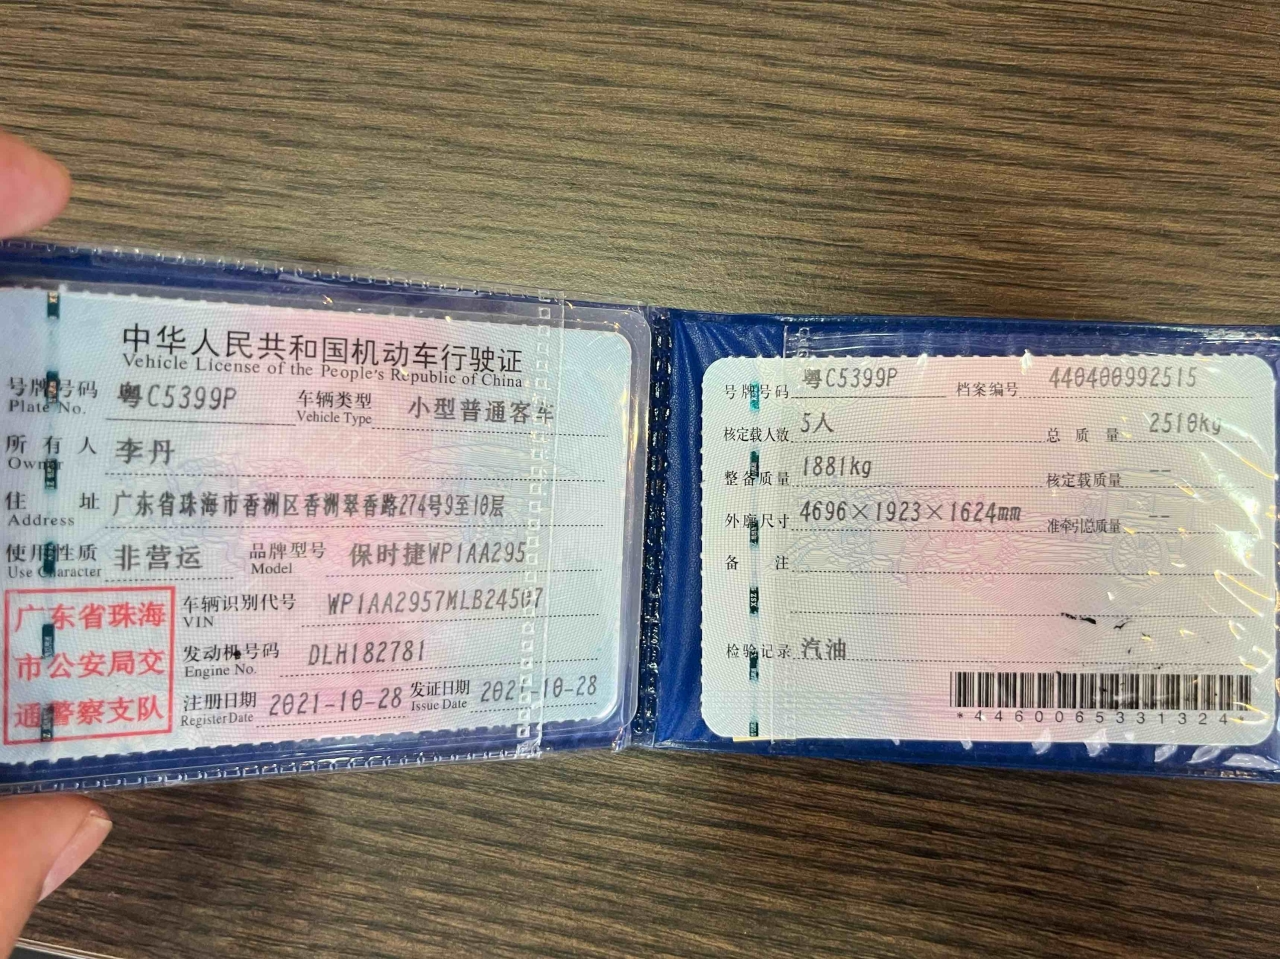 中华人民共和国机动车行驶证
Vehicle License of the People's Republic of China
号牌号码 粤C5399P 车辆类型 小型普通客车
Plate No. Vehicle Type
所有人 李丹
Owner
住址 广东省珠海市香洲区香洲翠香路274号9至10层
Address
使用性质 非营运 品牌型号 保时捷WP1AA295
Use Character Model
广东省珠海市公安局交通警察支队
车辆识别代号 WP1AA2957MLB24507
VIN
发动机号码 DLH182781
Engine No.
注册日期 2021-10-28 发证日期 2021-10-28
Register Date Issue Date
号牌号码 粤C5399P 档案编号 440400992515
核定载人数 5人 总质量 2510kg
整备质量 1881kg 核定载质量 --
外廓尺寸 4696×1923×1624mm 准牵引总质量 --
备注
检验记录 汽油
*4460065331324*